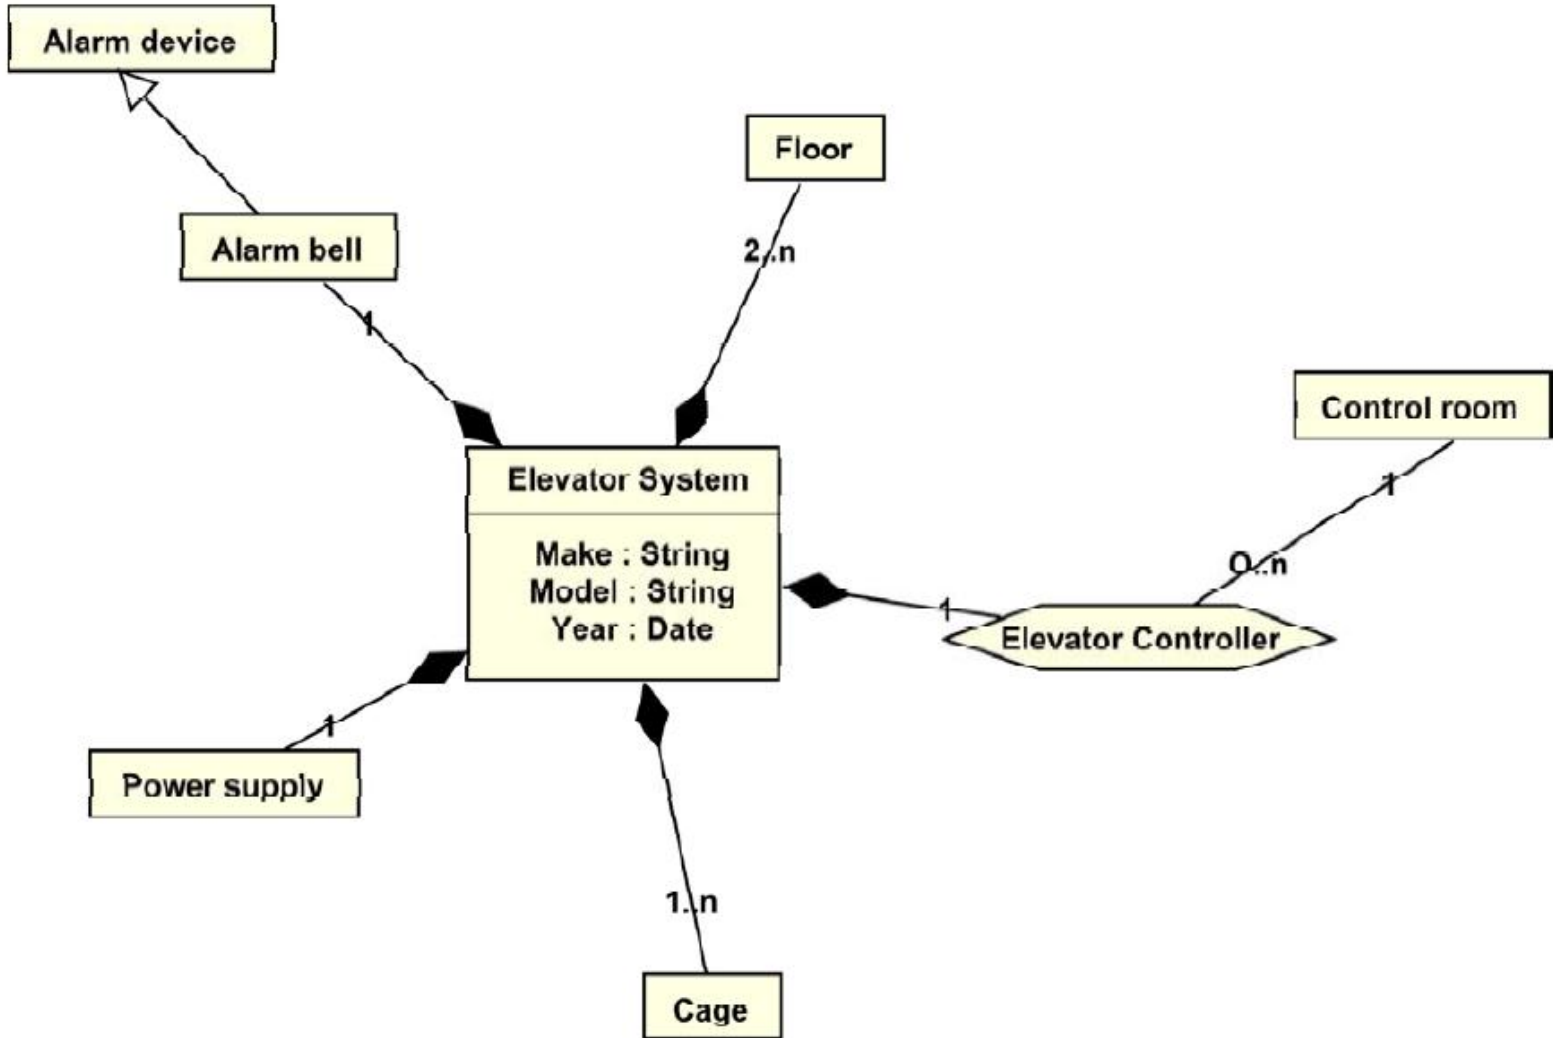 Alarm device
Floor
Alarm bell
2..n
1
Control room
Elevator System
1
Make : String
O..n
Model : String
1
Year : Date
Elevator Controller
1
Power supply
1..n
Cage